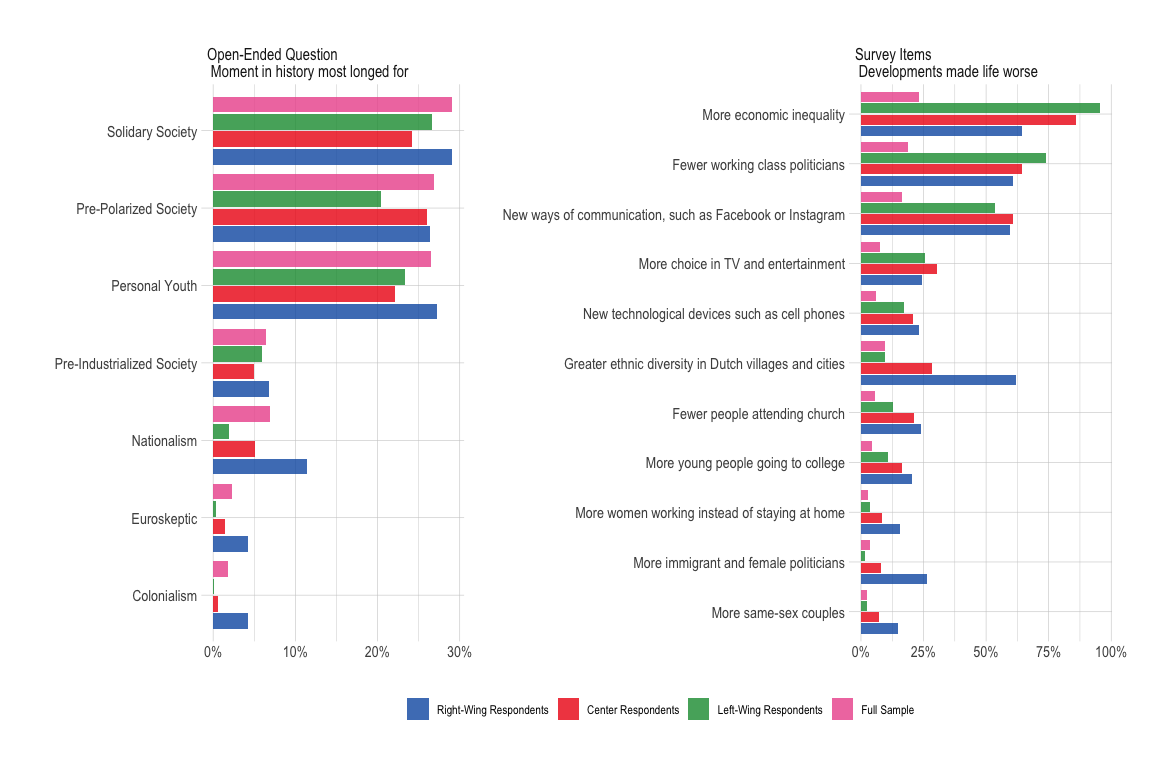 Open-Ended Question
Moment in history most longed for
Solidary Society
Pre-Polarized Society
Personal Youth
Pre-Industrialized Society
Nationalism
Euroskeptic
Colonialism
0%
10%
20%
30%
Survey Items
Developments made life worse
More economic inequality
Fewer working class politicians
New ways of communication, such as Facebook or Instagram
More choice in TV and entertainment
New technological devices such as cell phones
Greater ethnic diversity in Dutch villages and cities
Fewer people attending church
More young people going to college
More women working instead of staying at home
More immigrant and female politicians
More same-sex couples
0%
25%
50%
75%
100%
Right-Wing Respondents
Center Respondents
Left-Wing Respondents
Full Sample